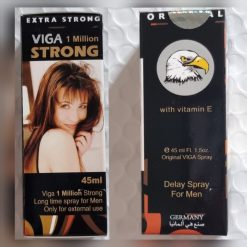 EXTRA STRONG
VIGA 1 Million
STRONG
45ml
Viga 1 Million Strong
Long time spray for Men
Only for external use
with vitamin E
℮ 45 ml Fl. 1.5oz.
Original VIGA Spray
Delay Spray
For Men
GERMANY
صنع في ألمانيا